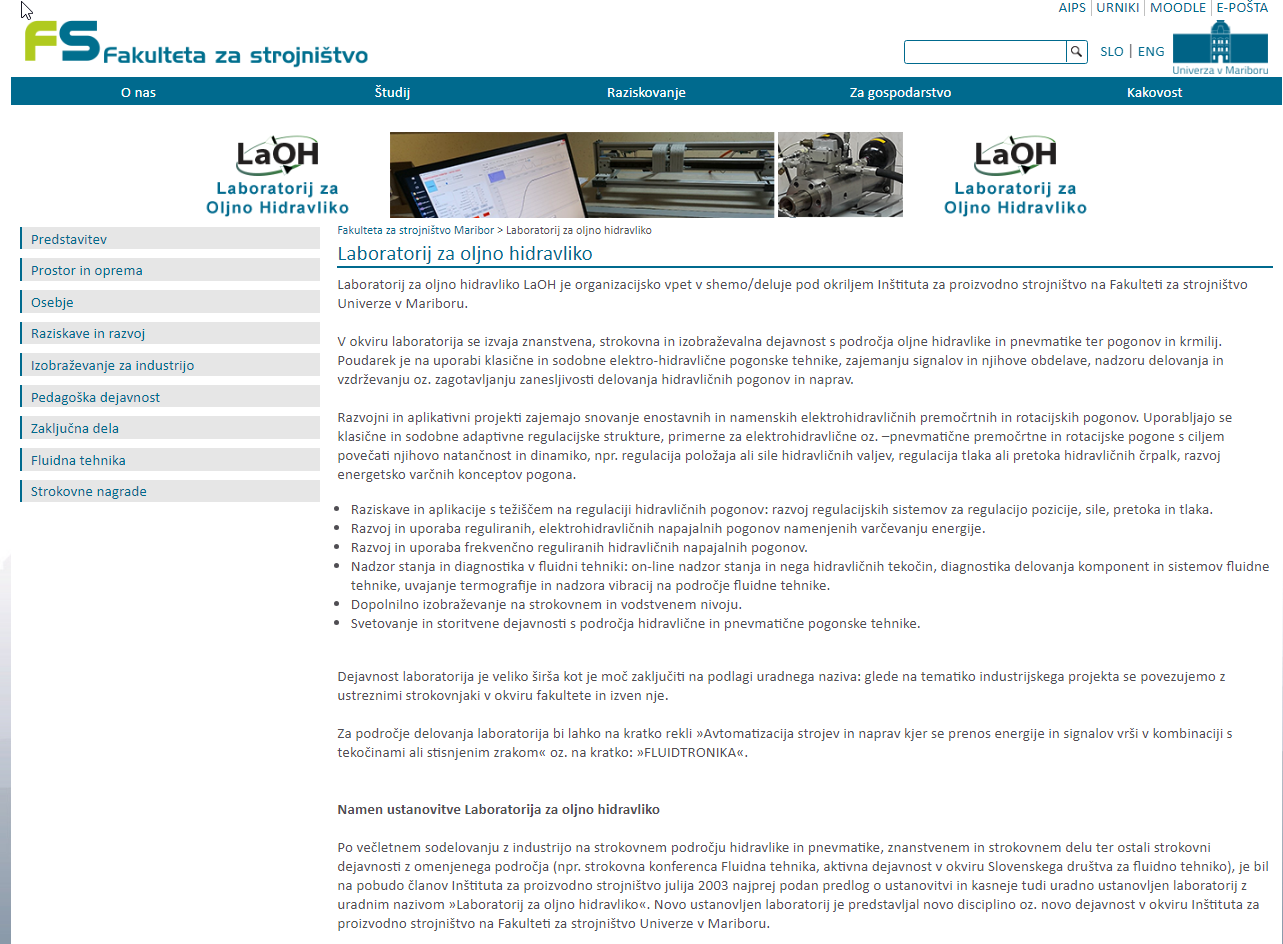 AIPS | URNIKI | MOODLE | E-POŠTA
FS Fakulteta za strojništvo
SLO | ENG
Univerza v Mariboru
O nas Študij Raziskovanje Za gospodarstvo Kakovost
LaOH
Laboratorij za
Oljno Hidravliko
LaOH
Laboratorij za
Oljno Hidravliko
Predstavitev
Prostor in oprema
Osebje
Raziskave in razvoj
Izobraževanje za industrijo
Pedagoška dejavnost
Zaključna dela
Fluidna tehnika
Strokovne nagrade
Fakulteta za strojništvo Maribor > Laboratorij za oljno hidravliko
Laboratorij za oljno hidravliko
Laboratorij za oljno hidravliko LaOH je organizacijsko vpet v shemo/deluje pod okriljem Inštituta za proizvodno strojništvo na Fakulteti za strojništvo
Univerze v Mariboru.
V okviru laboratorija se izvaja znanstvena, strokovna in izobraževalna dejavnost s področja oljne hidravlike in pnevmatike ter pogonov in krmilij.
Poudarek je na uporabi klasične in sodobne elektro-hidravlične pogonske tehnike, zajemanju signalov in njihove obdelave, nadzoru delovanja in
vzdrževanju oz. zagotavljanju zanesljivosti delovanja hidravličnih pogonov in naprav.
Razvojni in aplikativni projekti zajemajo snovanje enostavnih in namenskih elektrohidravličnih premočrtnih in rotacijskih pogonov. Uporabljajo se
klasične in sodobne adaptivne regulacijske strukture, primerne za elektrohidravlične oz. –pnevmatične premočrtne in rotacijske pogone s ciljem
povečati njihovo natančnost in dinamiko, npr. regulacija položaja ali sile hidravličnih valjev, regulacija tlaka ali pretoka hidravličnih črpalk, razvoj
energetsko varčnih konceptov pogona.
• Raziskave in aplikacije s težiščem na regulaciji hidravličnih pogonov: razvoj regulacijskih sistemov za regulacijo pozicije, sile, pretoka in tlaka.
• Razvoj in uporaba reguliranih, elektrohidravličnih napajalnih pogonov namenjenih varčevanju energije.
• Razvoj in uporaba frekvenčno reguliranih hidravličnih napajalnih pogonov.
• Nadzor stanja in diagnostika v fluidni tehniki: on-line nadzor stanja in nega hidravličnih tekočin, diagnostika delovanja komponent in sistemov fluidne
tehnike, uvajanje termografije in nadzora vibracij na področje fluidne tehnike.
• Dopolnilno izobraževanje na strokovnem in vodstvenem nivoju.
• Svetovanje in storitvene dejavnosti s področja hidravlične in pnevmatične pogonske tehnike.
Dejavnost laboratorija je veliko širša kot je moč zaključiti na podlagi uradnega naziva: glede na tematiko industrijskega projekta se povezujemo z
ustreznimi strokovnjaki v okviru fakultete in izven nje.
Za področje delovanja laboratorija bi lahko na kratko rekli »Avtomatizacija strojev in naprav kjer se prenos energije in signalov vrši v kombinaciji s
tekočinami ali stisnjenim zrakom« oz. na kratko: »FLUIDTRONIKA«.
Namen ustanovitve Laboratorija za oljno hidravliko
Po večletnem sodelovanju z industrijo na strokovnem področju hidravlike in pnevmatike, znanstvenem in strokovnem delu ter ostali strokovni
dejavnosti z omenjenega področja (npr. strokovna konferenca Fluidna tehnika, aktivna dejavnost v okviru Slovenskega društva za fluidno tehniko), je bil
na pobudo članov Inštituta za proizvodno strojništvo julija 2003 najprej podan predlog o ustanovitvi in kasneje tudi uradno ustanovljen laboratorij z
uradnim nazivom »Laboratorij za oljno hidravliko«. Novo ustanovljen laboratorij je predstavljal novo disciplino oz. novo dejavnost v okviru Inštituta za
proizvodno strojništvo na Fakulteti za strojništvo Univerze v Mariboru.